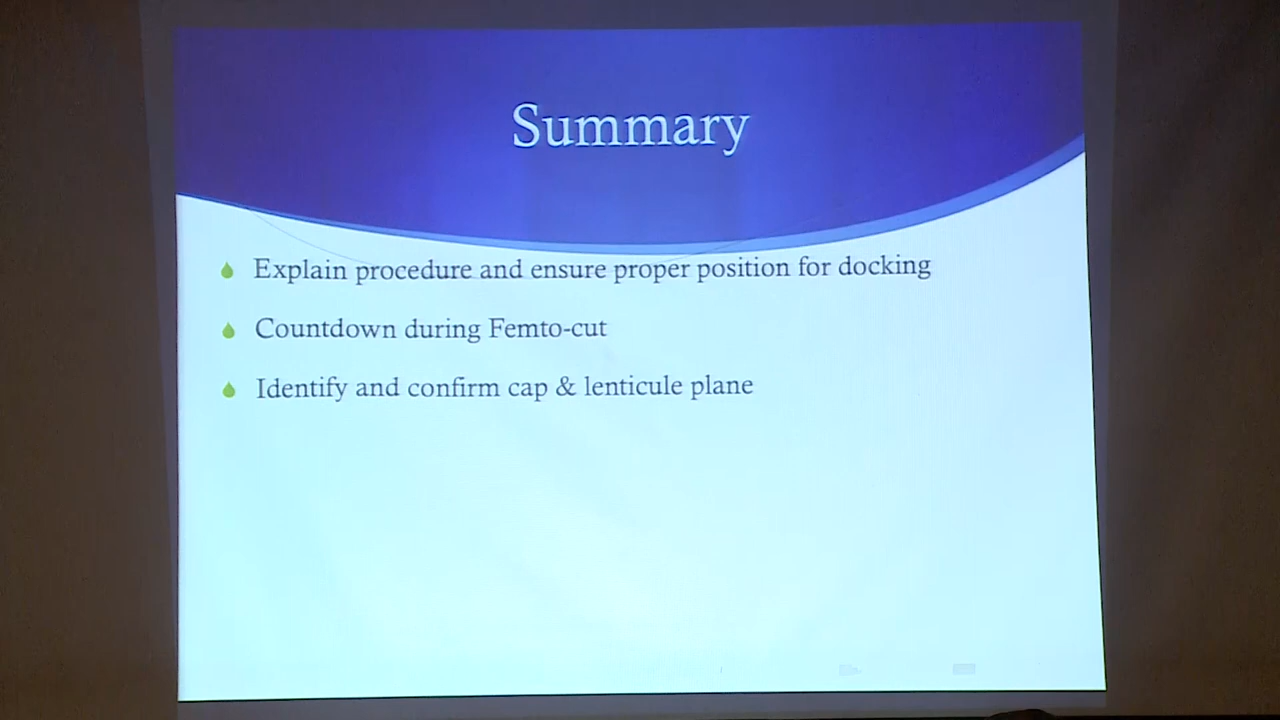 Summary
Explain procedure and ensure proper position for docking
Countdown during Femto-cut
Identify and confirm cap & lenticule plane